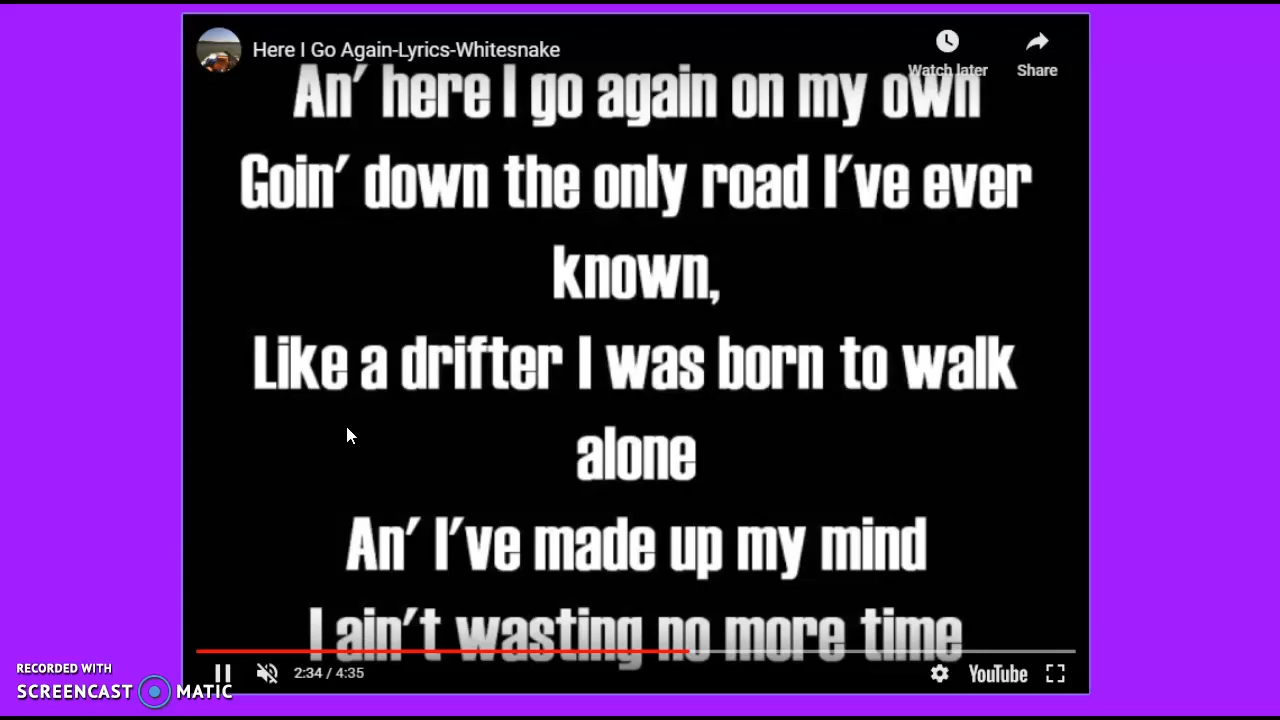 Here I Go Again-Lyrics-Whitesnake
Watch later
Share
An' here I go again on my own
Goin' down the only road I've ever
known,
Like a drifter I was born to walk
alone
An' I've made up my mind
I ain't wasting no more time
2:34 / 4:35
YouTube
RECORDED WITH
SCREENCAST MATIC